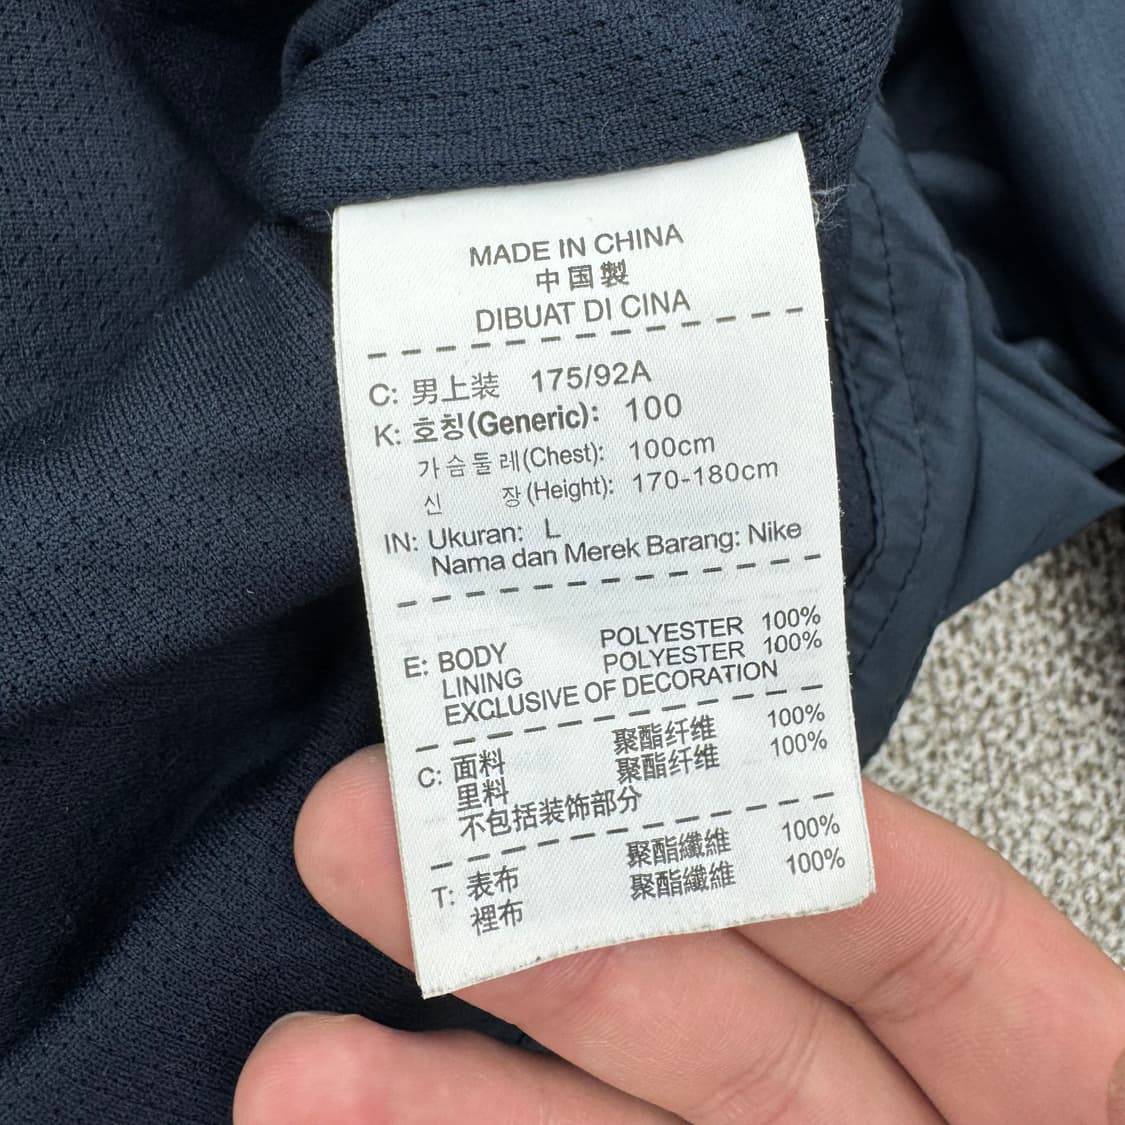 MADE IN CHINA
中国製
DIBUAT DI CINA
C: 男上装 175/92A
K: 호칭(Generic): 100
가슴둘레(Chest): 100cm
신 장(Height): 170-180cm
IN: Ukuran: L
Nama dan Merek Barang: Nike
E: BODY POLYESTER 100%
LINING POLYESTER 100%
EXCLUSIVE OF DECORATION
C: 面料 聚酯纤维 100%
里料 聚酯纤维 100%
不包括装饰部分
T: 表布 聚酯纖維 100%
裡布 聚酯纖維 100%